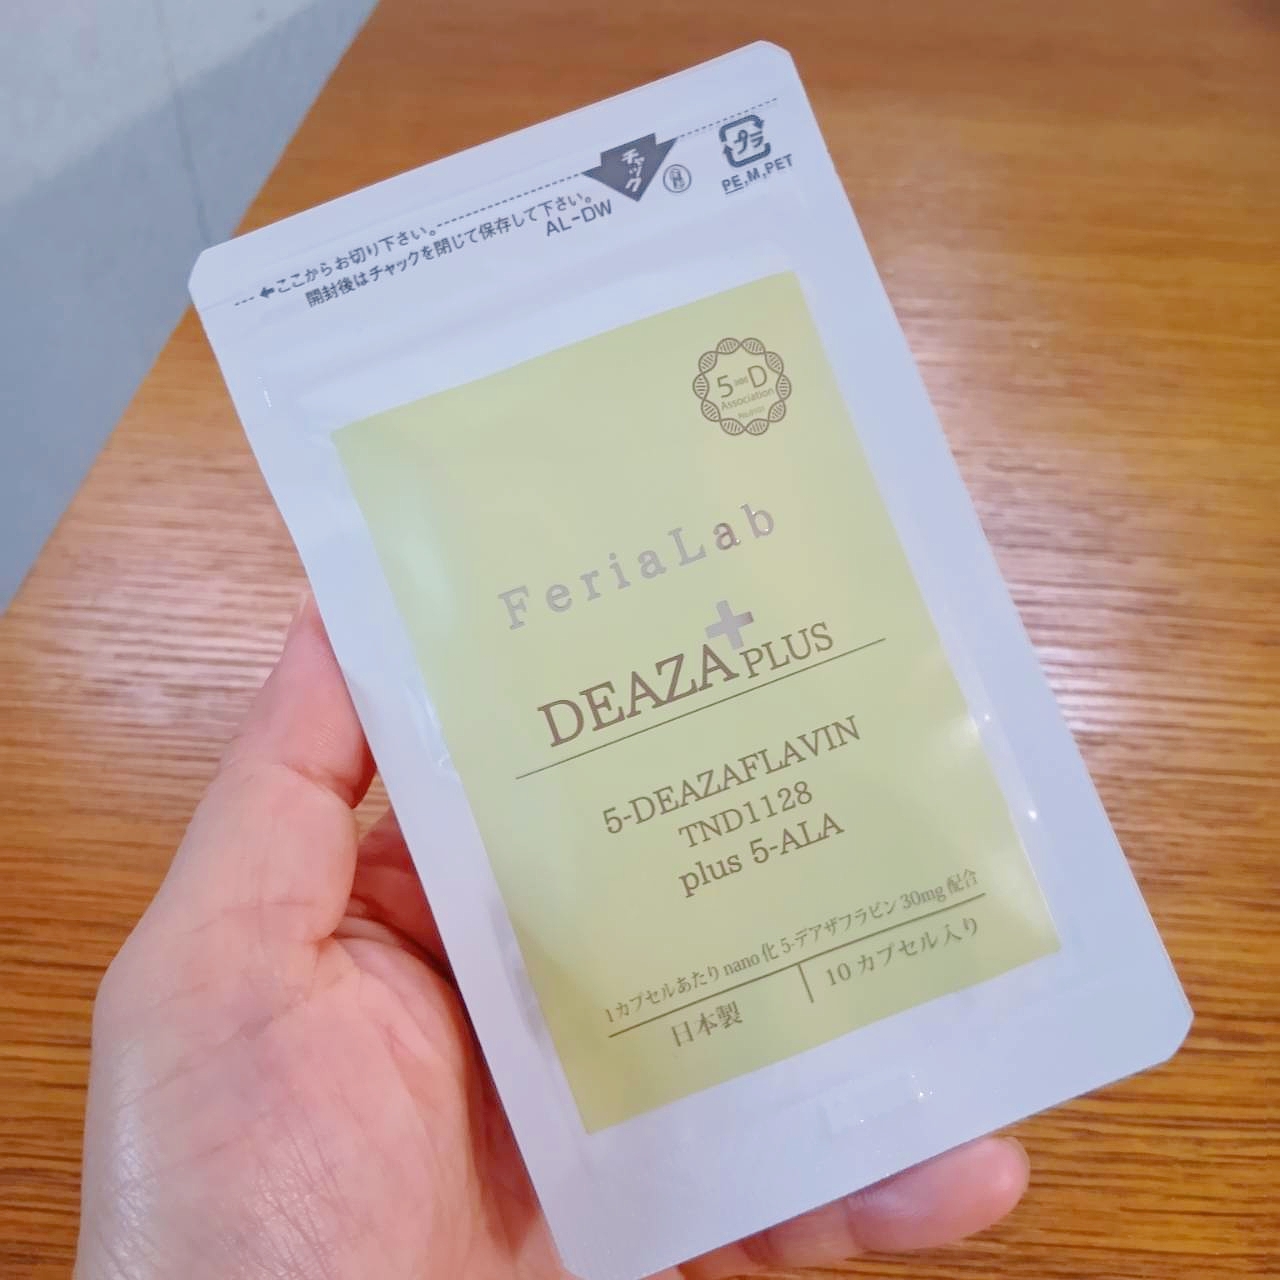 チャック
プラ
PE,M,PET
←ここからお切り下さい。
開封後はチャックを閉じて保存して下さい。
AL-DW
5 D
Association
FeriaLab
DEAZA+PLUS
5-DEAZAFLAVIN
TND1128
plus 5-ALA
1カプセルあたりnano化5-デアザフラビン30mg配合
日本製
10カプセル入り